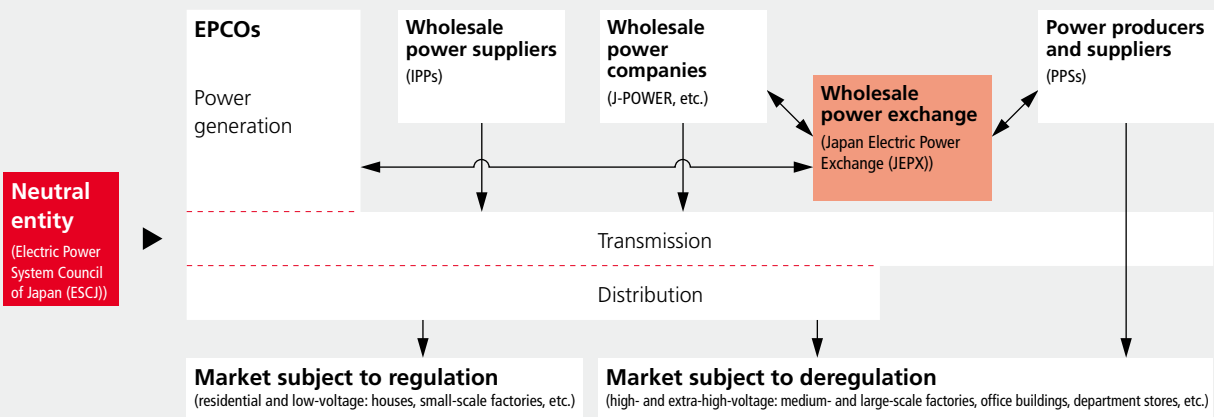 EPCOs
Power
generation
Wholesale
power suppliers
(IPPs)
Wholesale
power
companies
(J-POWER, etc.)
Wholesale
power exchange
(Japan Electric Power
Exchange (JEPX))
Power producers
and suppliers
(PPSs)
Neutral
entity
(Electric Power
System Council
of Japan (ESCJ))
Transmission
Distribution
Market subject to regulation
(residential and low-voltage: houses, small-scale factories, etc.)
Market subject to deregulation
(high- and extra-high-voltage: medium- and large-scale factories, office buildings, department stores, etc.)